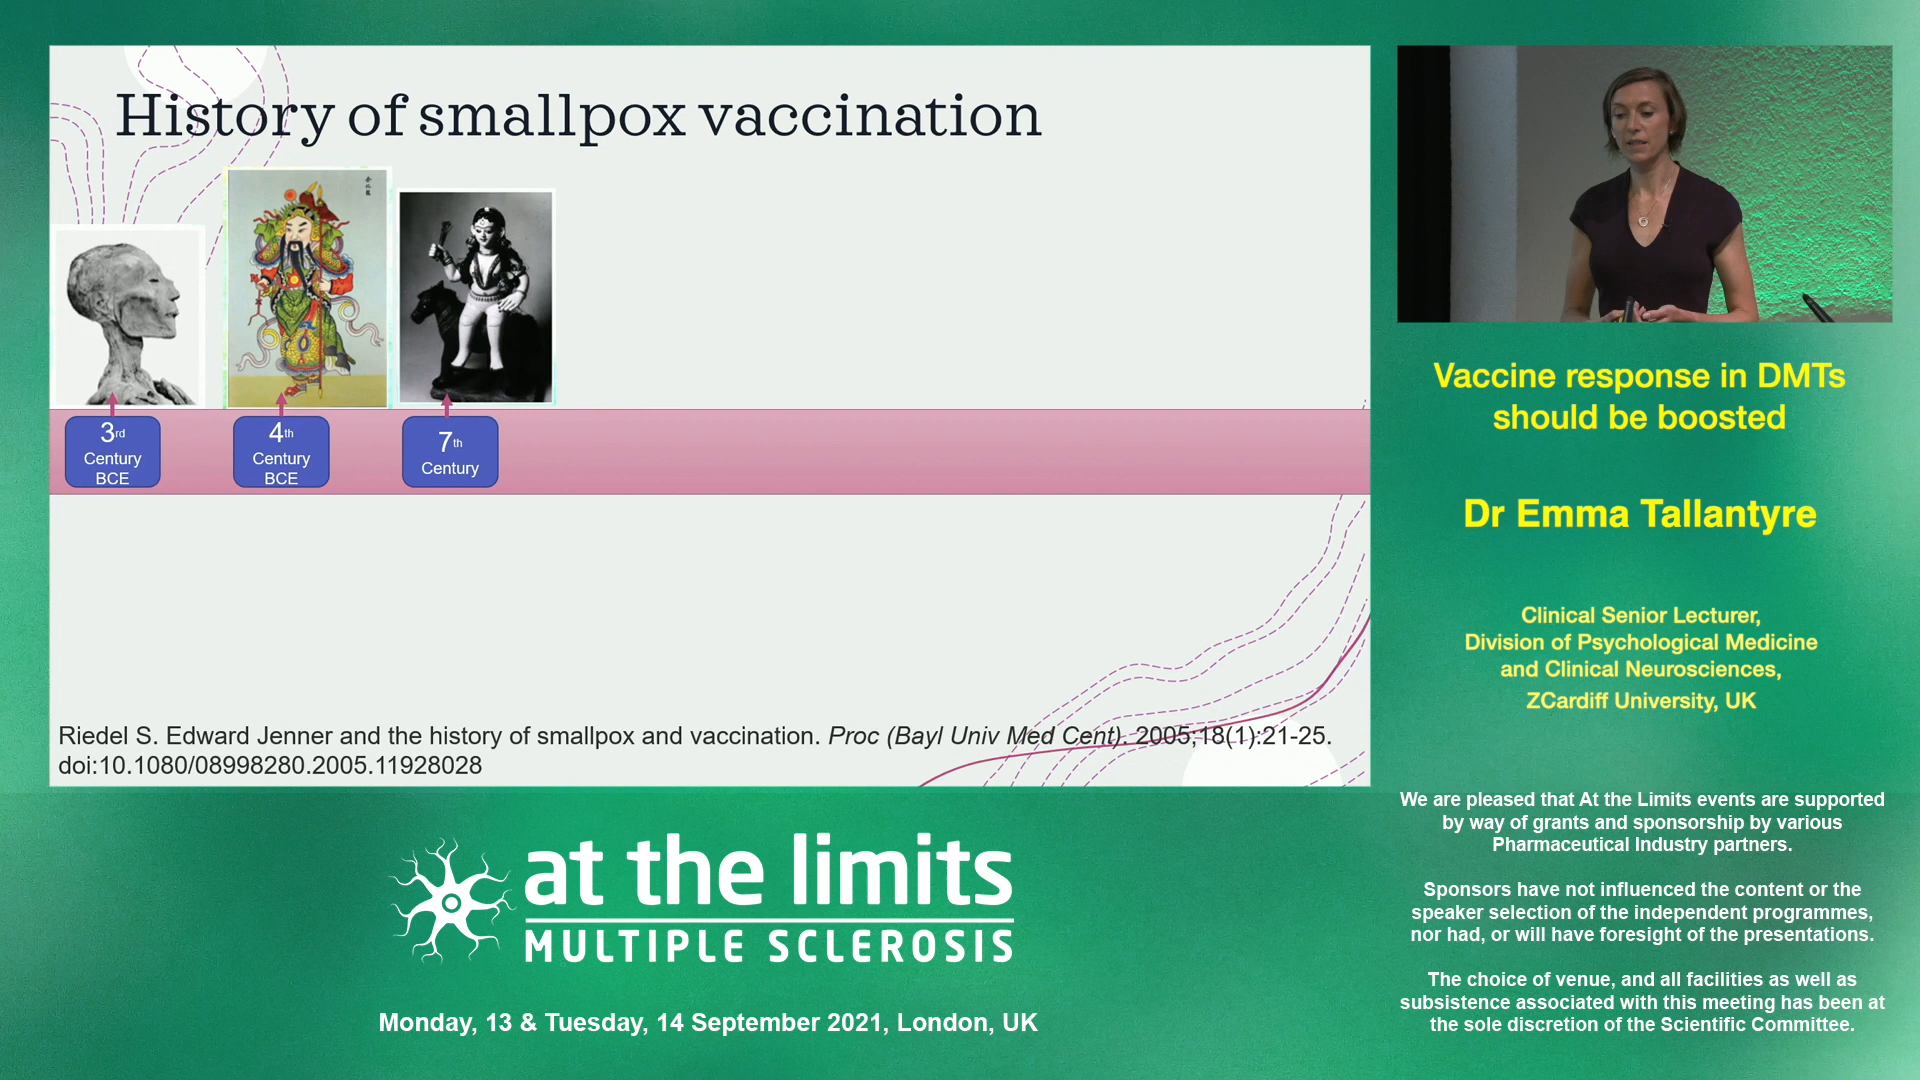 History of smallpox vaccination
3rd
Century
BCE
4th
Century
BCE
7th
Century
Riedel S. Edward Jenner and the history of smallpox and vaccination. Proc (Bayl Univ Med Cent). 2005;18(1):21-25.
doi:10.1080/08998280.2005.11928028
Vaccine response in DMTs
should be boosted
Dr Emma Tallantyre
Clinical Senior Lecturer,
Division of Psychological Medicine
and Clinical Neurosciences,
ZCardiff University, UK
We are pleased that At the Limits events are supported
by way of grants and sponsorship by various
Pharmaceutical Industry partners.
Sponsors have not influenced the content or the
speaker selection of the independent programmes,
nor had, or will have foresight of the presentations.
The choice of venue, and all facilities as well as
subsistence associated with this meeting has been at
the sole discretion of the Scientific Committee.
at the limits
MULTIPLE SCLEROSIS
Monday, 13 & Tuesday, 14 September 2021, London, UK